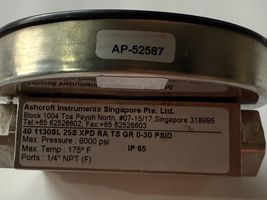 AP-52587
Ashcroft Instruments Singapore Pte. Ltd.
Block 1004 Toa Payoh North, #07-15/17, Singapore 318995
Tel.+65 62526602, Fax.+65 62526603
40 1130SL 25S XPD RA TS GR 0-30 PSID
Max. Pressure : 6000 psi IP 65
Max. Temp : 175° F
Ports : 1/4" NPT (F)